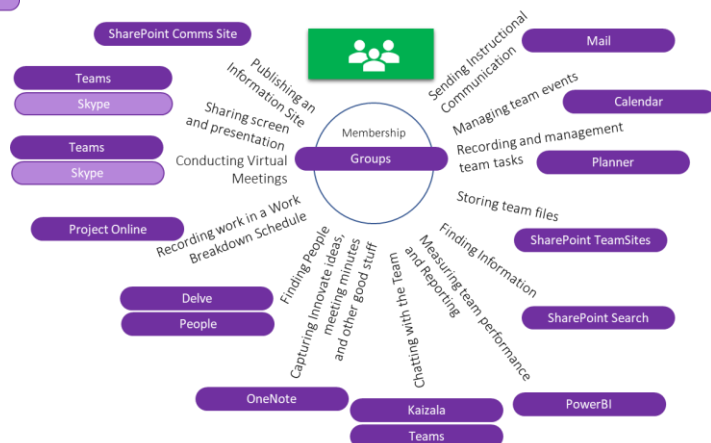 SharePoint Comms Site
Publishing an
Information Site
Teams
Skype
Sharing screen
and presentation
Teams
Skype
Conducting Virtual
Meetings
Project Online
Recording work in a Work
Breakdown Schedule
Delve
People
Finding People
OneNote
Capturing Innovate ideas,
meeting minutes
and other good stuff
Kaizala
Teams
Chatting with the Team
PowerBI
Measuring team performance
and Reporting
SharePoint Search
Finding Information
SharePoint TeamSites
Storing team files
Planner
Recording and management
team tasks
Calendar
Managing team events
Mail
Sending Instructional
Communication
Membership
Groups